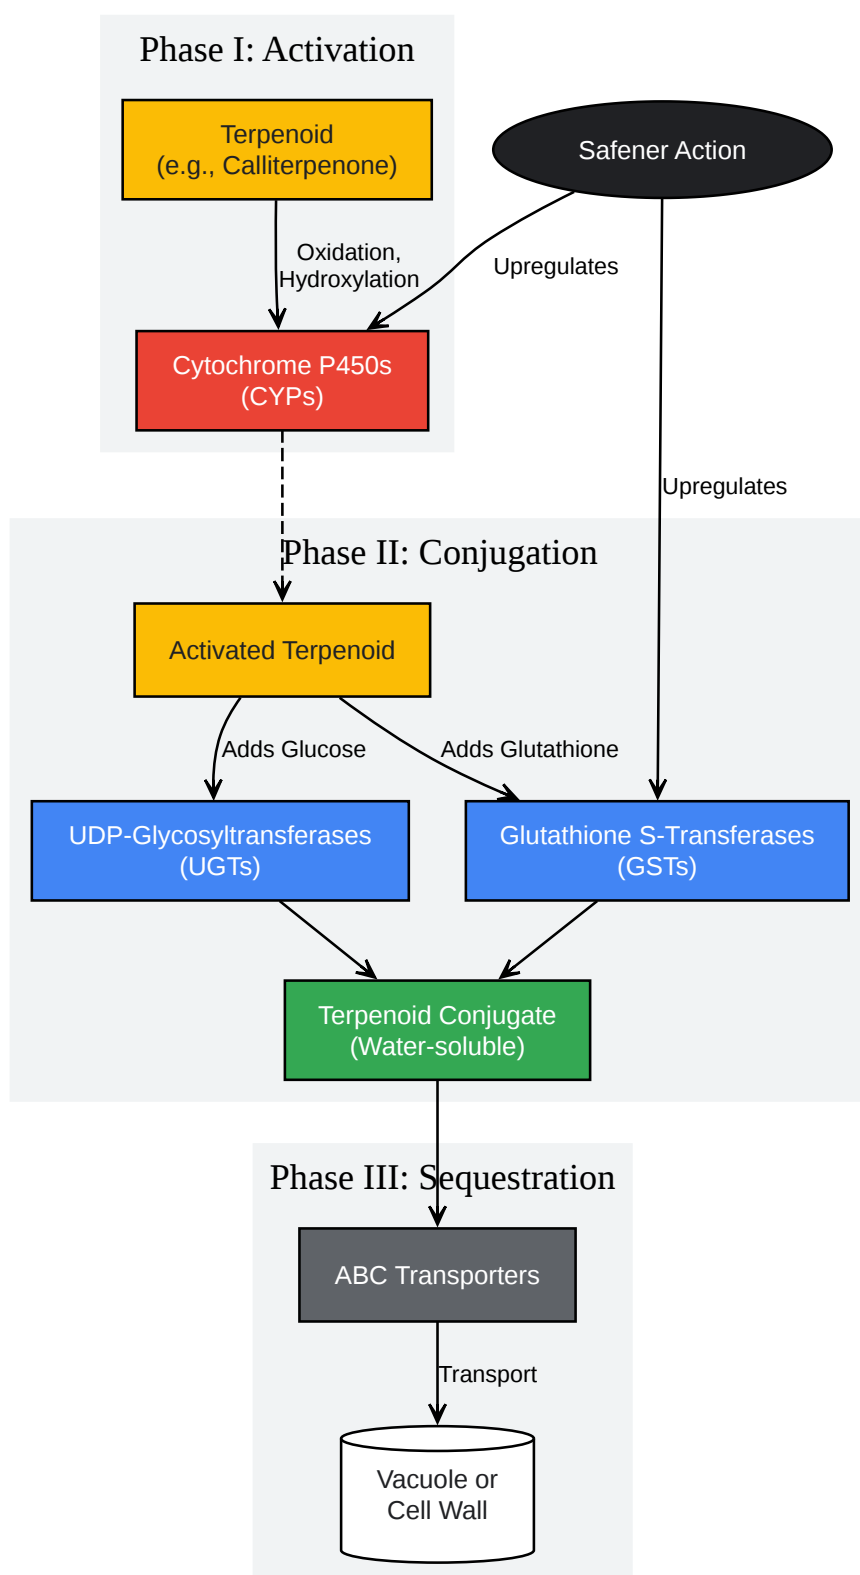 Phase I: Activation
Terpenoid
(e.g., Calliterpenone)
Safener Action
Oxidation,
Hydroxylation
Upregulates
Cytochrome P450s
(CYPs)
Upregulates
Phase II: Conjugation
Activated Terpenoid
Adds Glucose
Adds Glutathione
UDP-Glycosyltransferases
(UGTs)
Glutathione S-Transferases
(GSTs)
Terpenoid Conjugate
(Water-soluble)
Phase III: Sequestration
ABC Transporters
Transport
Vacuole or
Cell Wall